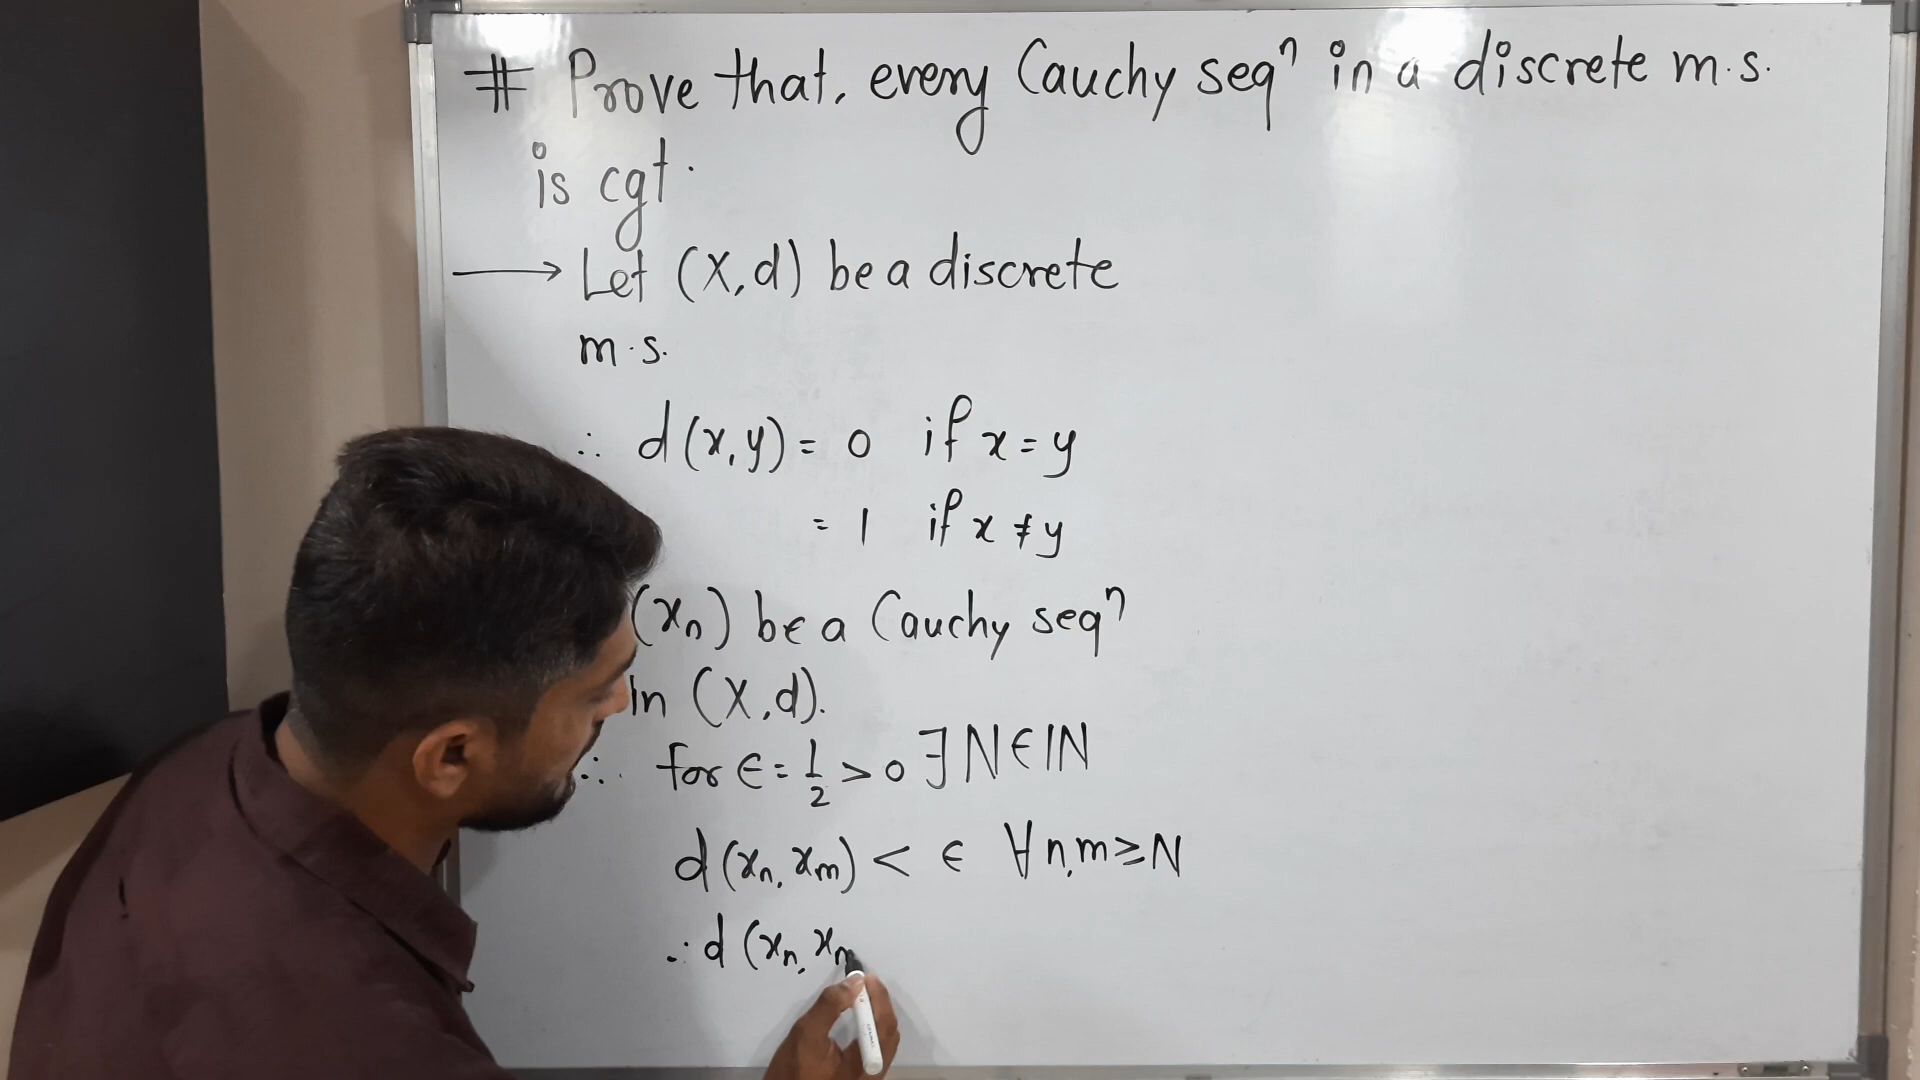 # Prove that, every Cauchy seqⁿ in a discrete m.s.
is cgt.
→ Let (X,d) be a discrete
m.s.
∴ d(x,y) = 0 if x = y
= 1 if x ≠ y
(xₙ) be a Cauchy seqⁿ
in (X,d).
∴ for ϵ = 1/2 > 0 ∃ N ∈ ℕ
d(xₙ, xₘ) < ϵ ∀ n,m ≥ N
∴ d(xₙ, xₘ